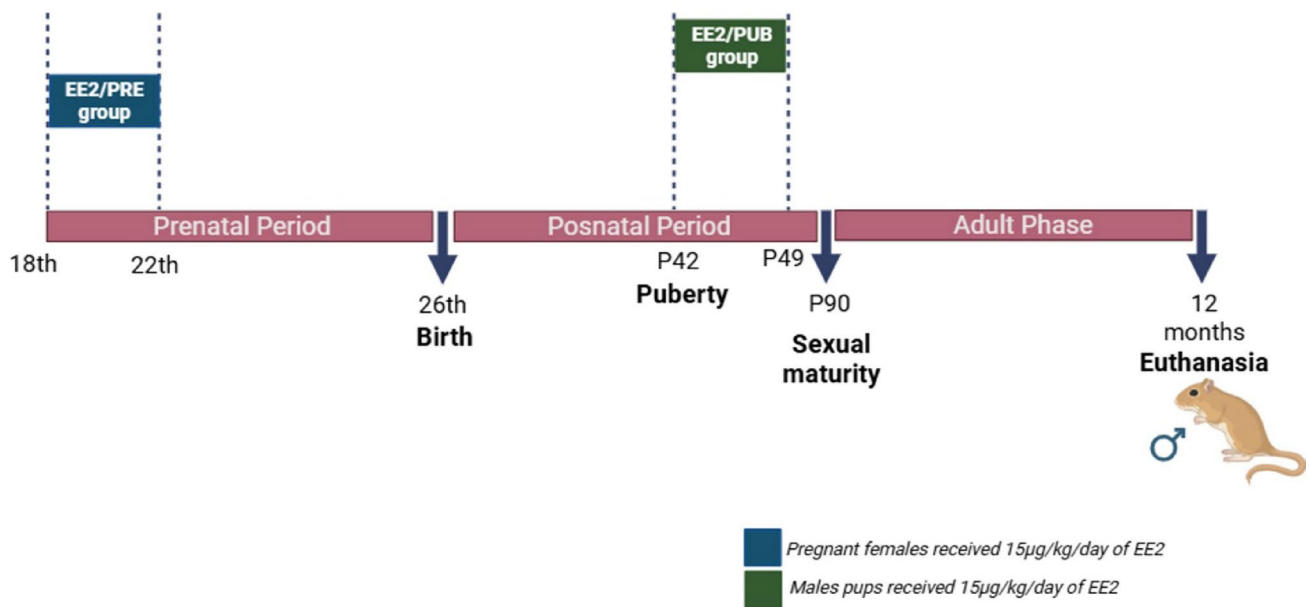 EE2/PRE
group
EE2/PUB
group
Prenatal Period
Posnatal Period
Adult Phase
18th
22th
26th
Birth
P42
Puberty
P49
P90
Sexual
maturity
12
months
Euthanasia
Pregnant females received 15µg/kg/day of EE2
Males pups received 15µg/kg/day of EE2